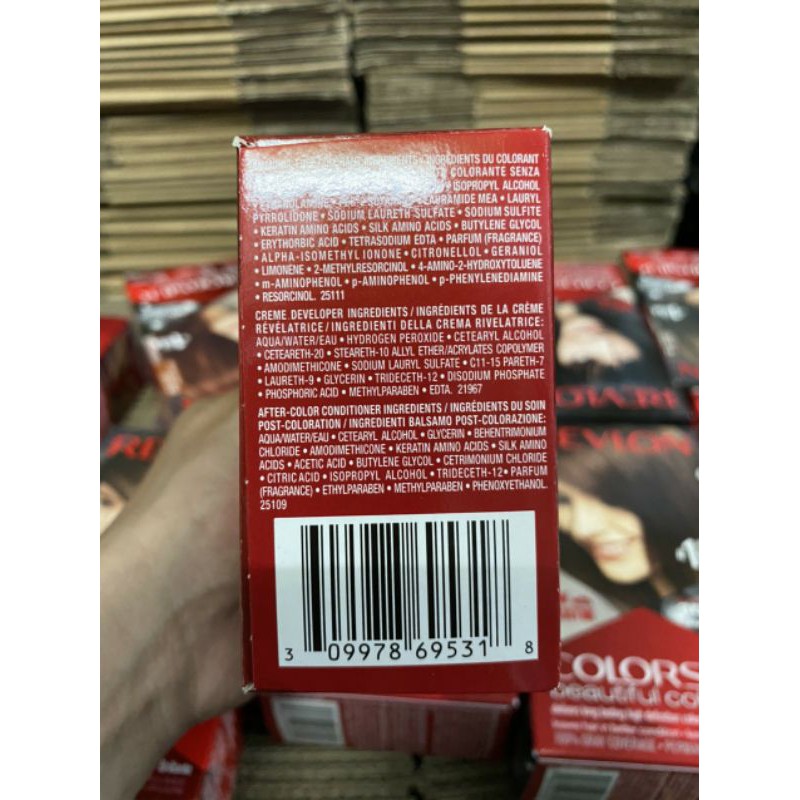 INGRÉDIENTS DU COLORANT
COLORANTE SENZA
• ISOPROPYL ALCOHOL
LAURAMIDE MEA • LAURYL
PYRROLIDONE • SODIUM LAURETH SULFATE • SODIUM SULFITE
• KERATIN AMINO ACIDS • SILK AMINO ACIDS • BUTYLENE GLYCOL
• ERYTHORBIC ACID • TETRASODIUM EDTA • PARFUM (FRAGRANCE)
• ALPHA-ISOMETHYL IONONE • CITRONELLOL • GERANIOL
• LIMONENE • 2-METHYLRESORCINOL • 4-AMINO-2-HYDROXYTOLUENE
• m-AMINOPHENOL • p-AMINOPHENOL • p-PHENYLENEDIAMINE
• RESORCINOL. 25111
CREME DEVELOPER INGREDIENTS / INGRÉDIENTS DE LA CRÈME
RÉVÉLATRICE / INGREDIENTI DELLA CREMA RIVELATRICE:
AQUA/WATER/EAU • HYDROGEN PEROXIDE • CETEARYL ALCOHOL
• CETEARETH-20 • STEARETH-10 ALLYL ETHER/ACRYLATES COPOLYMER
• AMODIMETHICONE • SODIUM LAURYL SULFATE • C11-15 PARETH-7
• LAURETH-9 • GLYCERIN • TRIDECETH-12 • DISODIUM PHOSPHATE
• PHOSPHORIC ACID • METHYLPARABEN • EDTA. 21967
AFTER-COLOR CONDITIONER INGREDIENTS / INGRÉDIENTS DU SOIN
POST-COLORATION / INGREDIENTI BALSAMO POST-COLORAZIONE:
AQUA/WATER/EAU • CETEARYL ALCOHOL • GLYCERIN • BEHENTRIMONIUM
CHLORIDE • AMODIMETHICONE • KERATIN AMINO ACIDS • SILK AMINO
ACIDS • ACETIC ACID • BUTYLENE GLYCOL • CETRIMONIUM CHLORIDE
• CITRIC ACID • ISOPROPYL ALCOHOL • TRIDECETH-12 • PARFUM
(FRAGRANCE) • ETHYLPARABEN • METHYLPARABEN • PHENOXYETHANOL.
25109
3 09978 69531 8
REVLON
COLORS
beautiful co